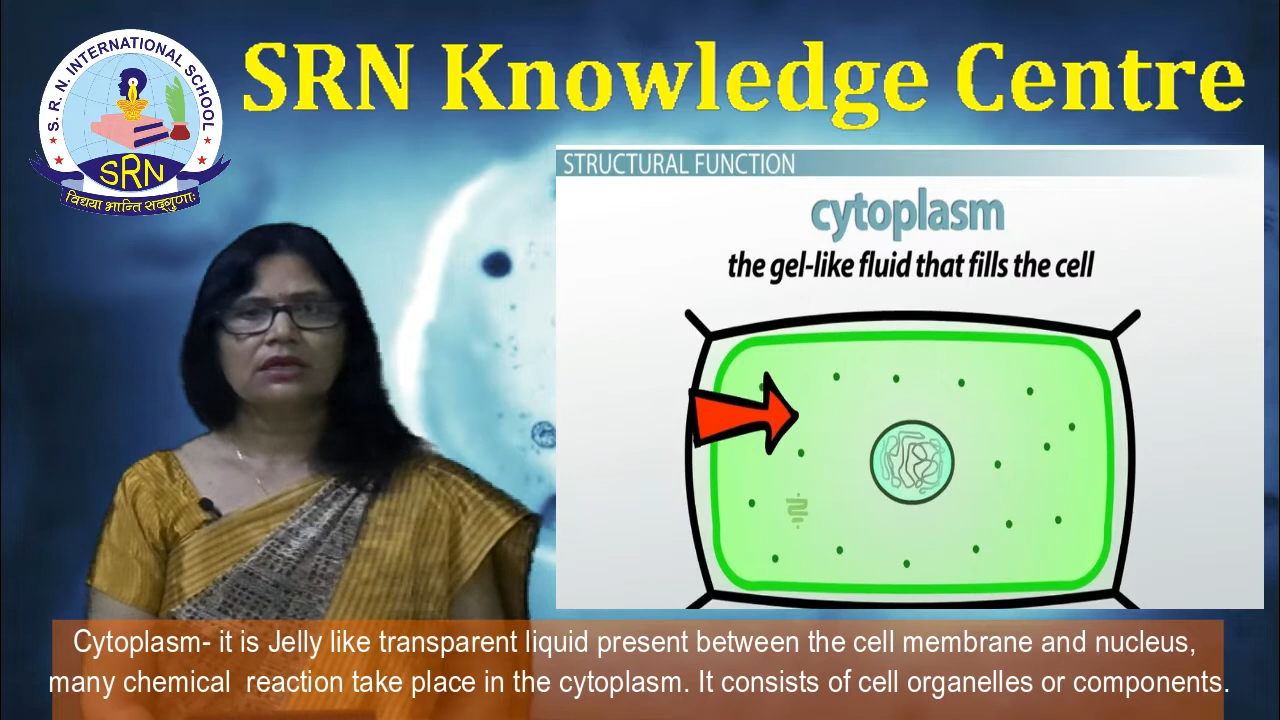 S. R. N. INTERNATIONAL SCHOOL
SRN
विद्यया भान्ति सद्गुणाः
SRN Knowledge Centre
STRUCTURAL FUNCTION
cytoplasm
the gel-like fluid that fills the cell
Cytoplasm- it is Jelly like transparent liquid present between the cell membrane and nucleus,
many chemical  reaction take place in the cytoplasm. It consists of cell organelles or components.